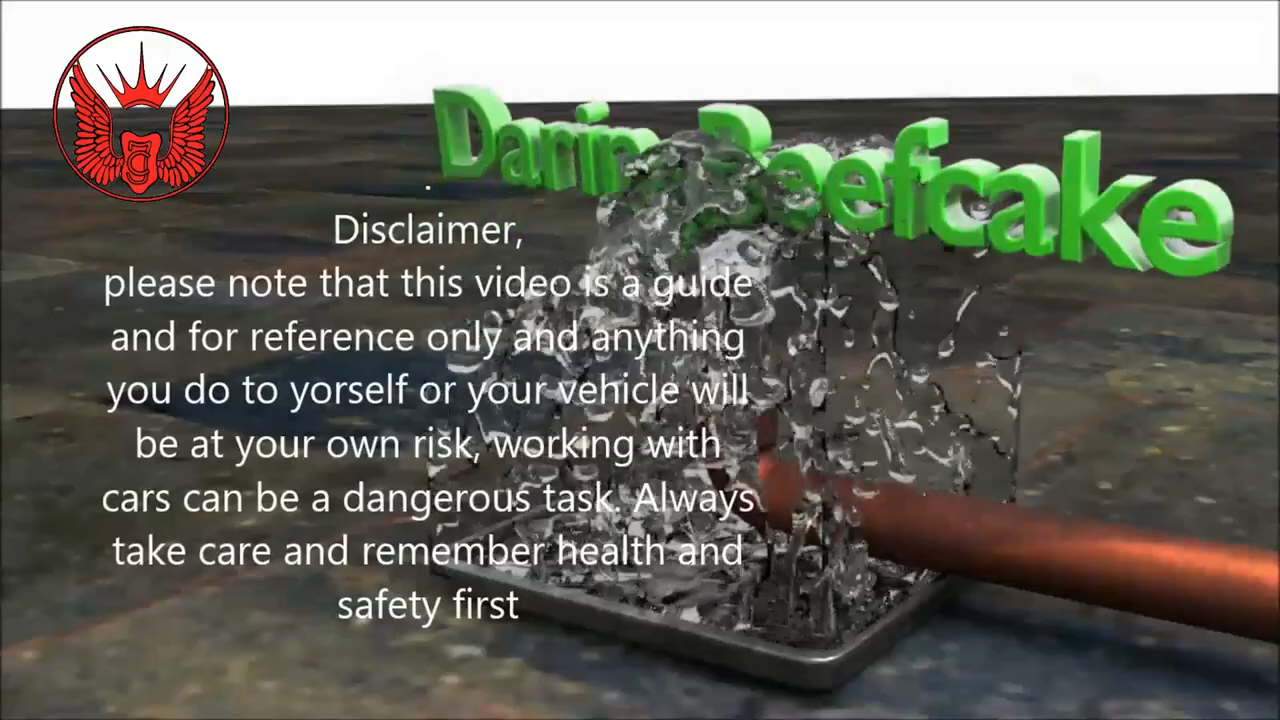 Darin Beefcake
.
Disclaimer,
please note that this video is a guide
and for reference only and anything
you do to yorself or your vehicle will
be at your own risk, working with
cars can be a dangerous task. Always
take care and remember health and
safety first